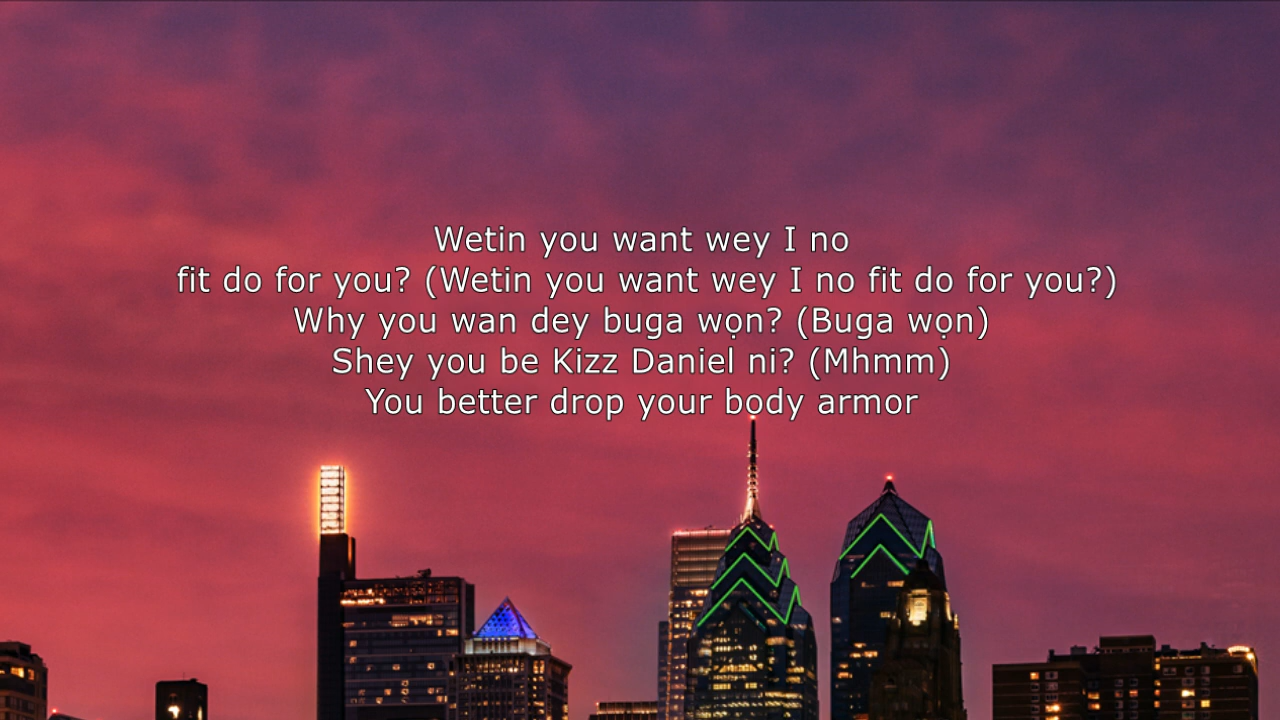 Wetin you want wey I no
fit do for you? (Wetin you want wey I no fit do for you?)
Why you wan dey buga wọn? (Buga wọn)
Shey you be Kizz Daniel ni? (Mhmm)
You better drop your body armor